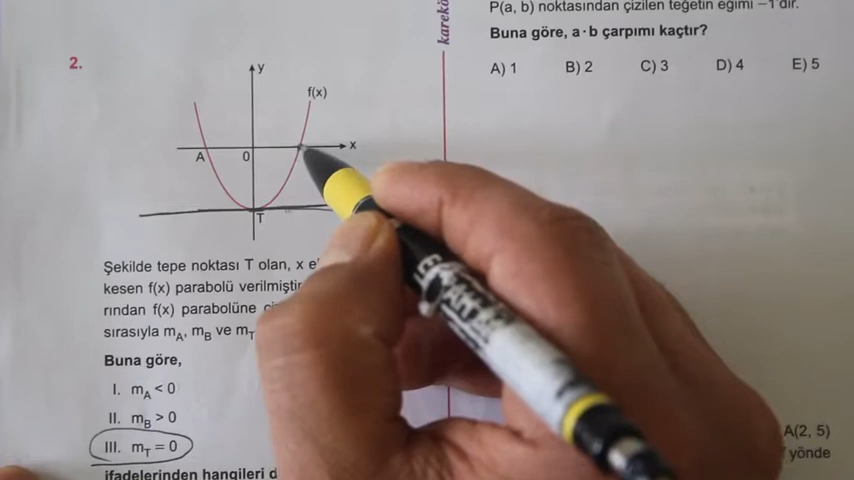 P(a, b) noktasından çizilen teğetin eğimi –1'dir.
Buna göre, a·b çarpımı kaçtır?
A) 1 B) 2 C) 3 D) 4 E) 5
karekö
2.
y
f(x)
A 0 x
T
Şekilde tepe noktası T olan, x
kesen f(x) parabolü
rından f(x) parabolüne
sırasıyla m_A, m_B ve m_T
Buna göre,
I. m_A < 0
II. m_B > 0
III. m_T = 0
ifadelerinden hangileri
A(2, 5)
yönde